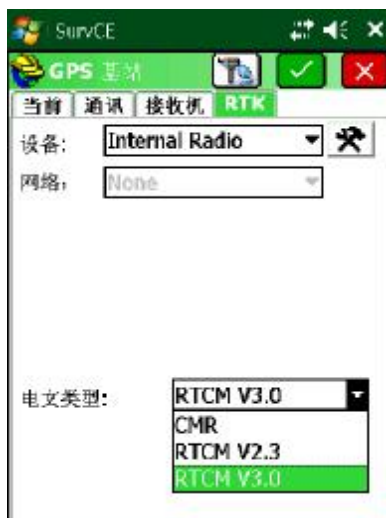 SurvCE
GPS 基站
当前 通讯 接收机 RTK
设备: Internal Radio
网络: None
电文类型: RTCM V3.0
CMR
RTCM V2.3
RTCM V3.0